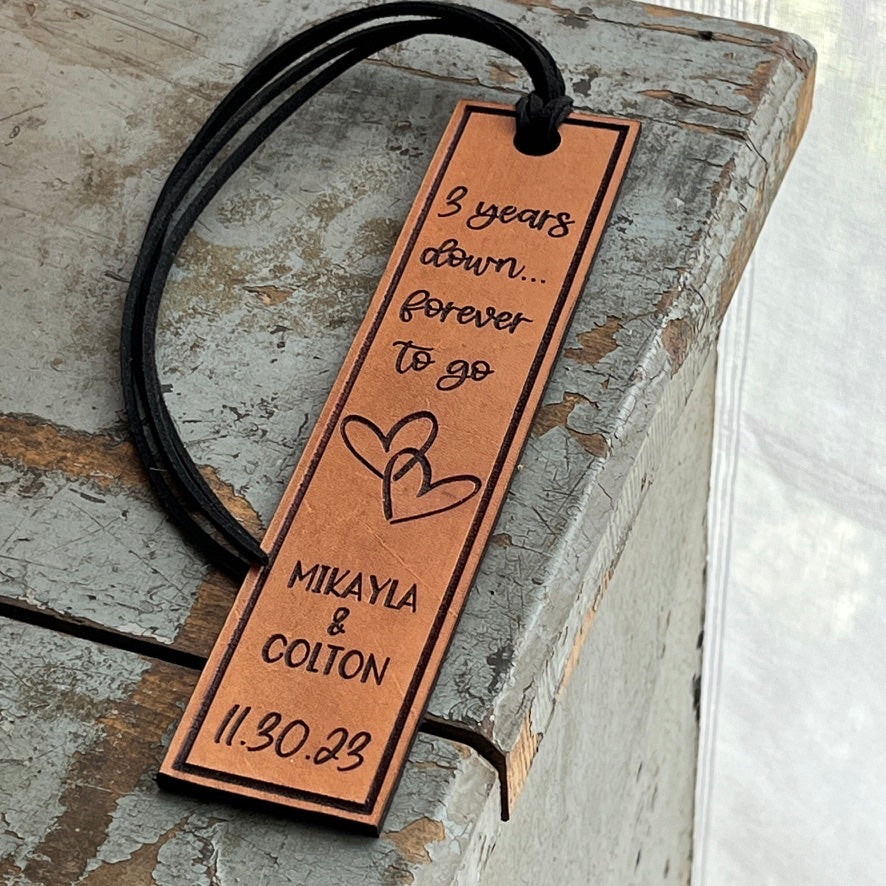 3 years
down...
forever
to go
MIKAYLA
&
COLTON
11.30.23